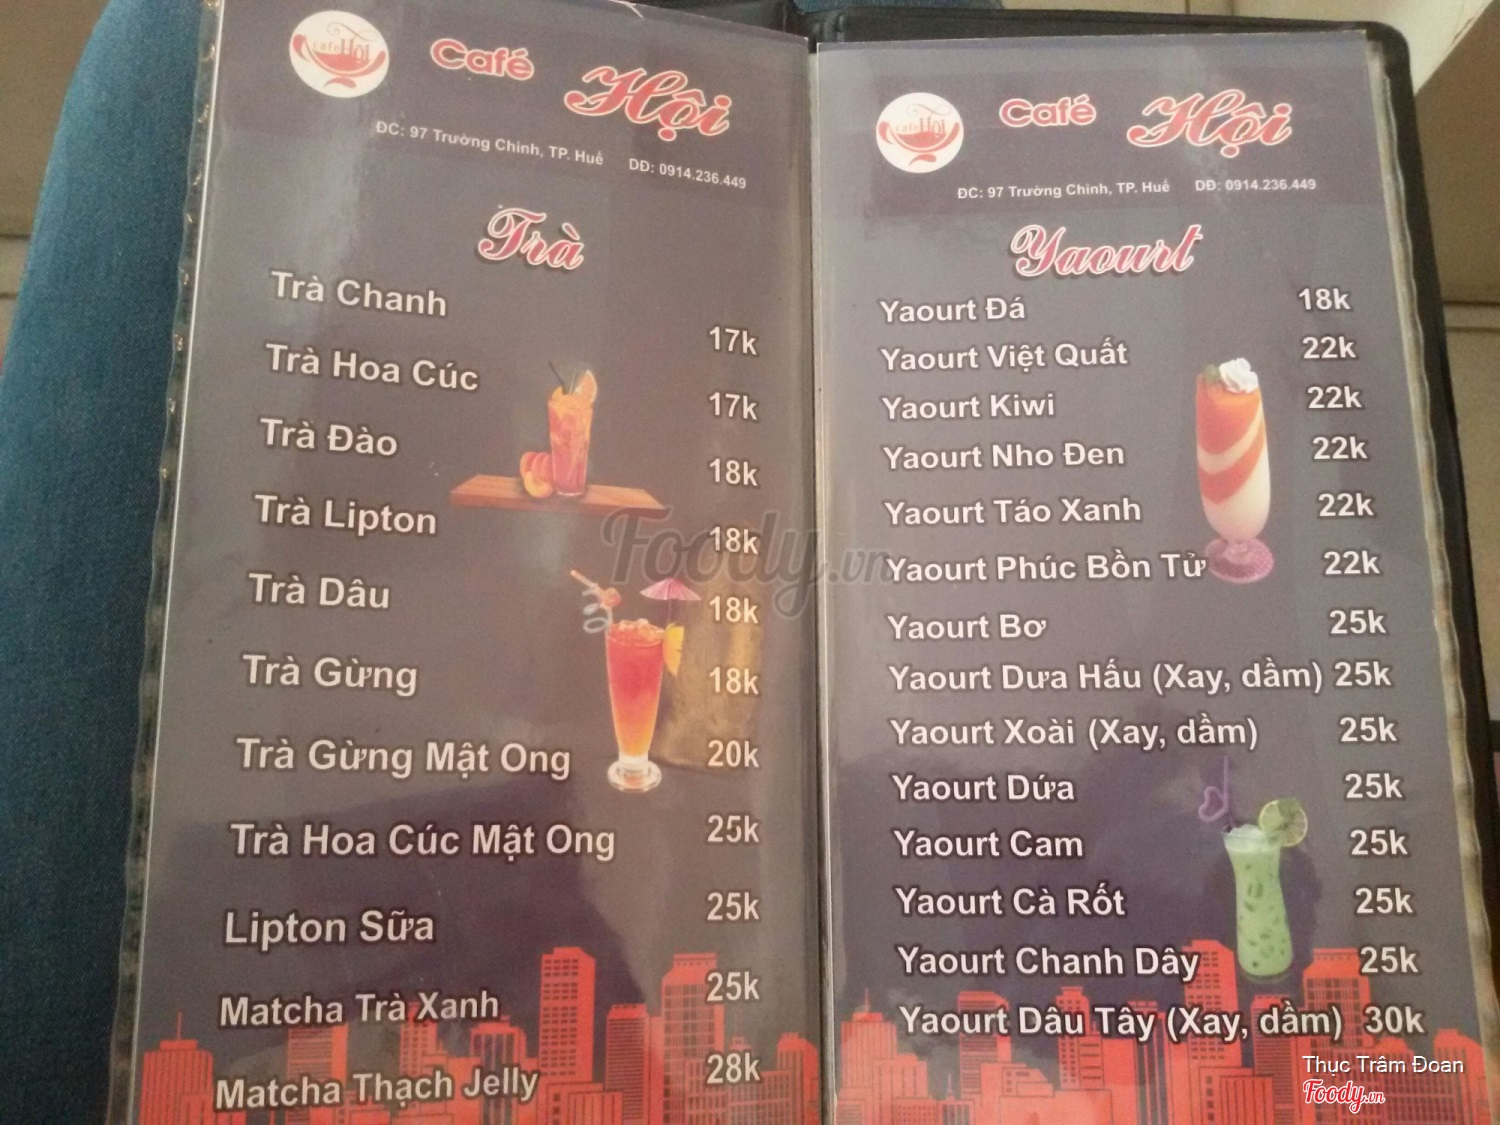 cafe Hội
Café Hội
ĐC: 97 Trường Chinh, TP. Huế DĐ: 0914.236.449
Trà
Trà Chanh 17k
Trà Hoa Cúc 17k
Trà Đào 18k
Trà Lipton 18k
Trà Dâu 18k
Trà Gừng 18k
Trà Gừng Mật Ong 20k
Trà Hoa Cúc Mật Ong 25k
Lipton Sữa 25k
Matcha Trà Xanh 25k
Matcha Thạch Jelly 28k
cafe Hội
Café Hội
ĐC: 97 Trường Chinh, TP. Huế DĐ: 0914.236.449
Yaourt
Yaourt Đá 18k
Yaourt Việt Quất 22k
Yaourt Kiwi 22k
Yaourt Nho Đen 22k
Yaourt Táo Xanh 22k
Yaourt Phúc Bồn Tử 22k
Yaourt Bơ 25k
Yaourt Dưa Hấu (Xay, dầm) 25k
Yaourt Xoài (Xay, dầm) 25k
Yaourt Dứa 25k
Yaourt Cam 25k
Yaourt Cà Rốt 25k
Yaourt Chanh Dây 25k
Yaourt Dâu Tây (Xay, dầm) 30k
Foody.vn
Thục Trâm Đoan
Foody.vn